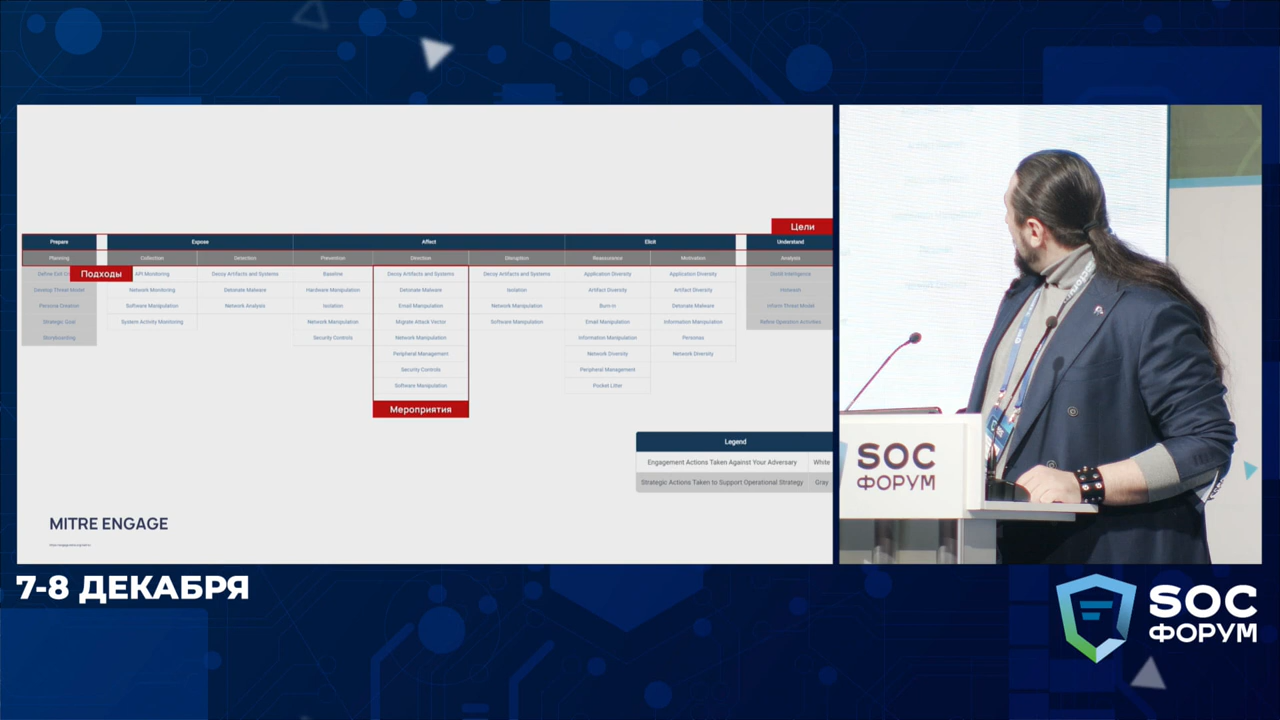 Цели
Prepare Expose Affect Elicit Understand
Planning Collection Detection Prevention Direction Disruption Reassurance Motivation Analysis
Подходы
Define Exit API Monitoring Decoy Artifacts and Systems Baseline Decoy Artifacts and Systems Decoy Artifacts and Systems Application Diversity Application Diversity Distill Intelligence
Develop Threat Model Network Monitoring Detonate Malware Hardware Manipulation Detonate Malware Isolation Artifact Diversity Artifact Diversity Hotwash
Persona Creation Software Manipulation Network Analysis Isolation Email Manipulation Network Manipulation Burn-In Detonate Malware Inform Threat Model
Strategic Goal System Activity Monitoring Network Manipulation Migrate Attack Vector Software Manipulation Email Manipulation Information Manipulation Refine Operation Activities
Storyboarding Security Controls Network Manipulation Information Manipulation Personas
Peripheral Management Network Diversity Network Diversity
Security Controls Peripheral Management
Software Manipulation Pocket Litter
Мероприятия
Legend
Engagement Actions Taken Against Your Adversary White
Strategic Actions Taken to Support Operational Strategy Gray
MITRE ENGAGE
SOC
ФОРУМ
7-8 ДЕКАБРЯ
SOC
ФОРУМ